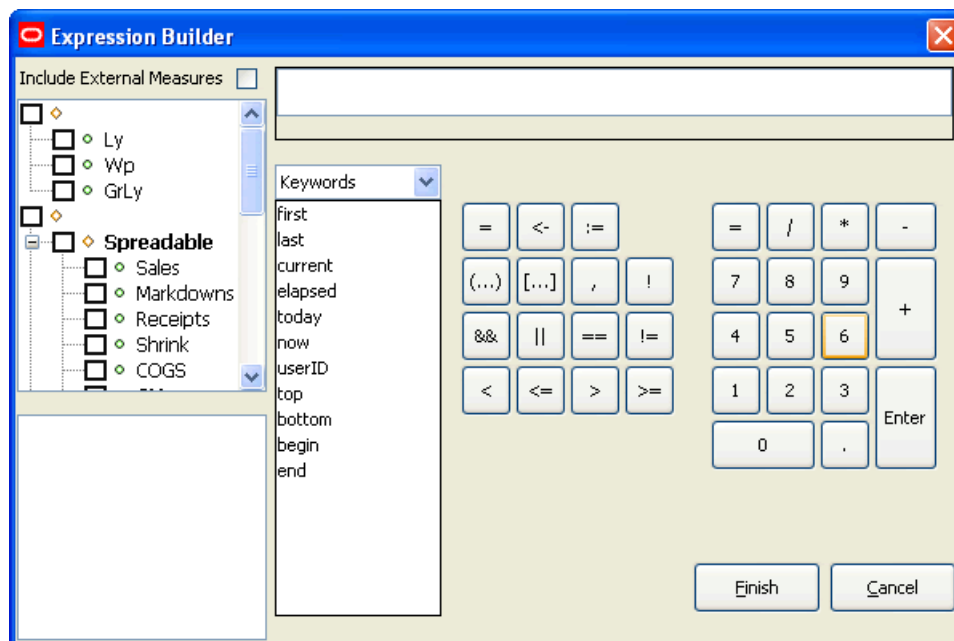 Expression Builder
Include External Measures
Ly
Wp
GrLy
Spreadable
Sales
Markdowns
Receipts
Shrink
COGS
Keywords
first
last
current
elapsed
today
now
userID
top
bottom
begin
end
= <- :=
(...) [...] , !
&& || == !=
< <= > >=
= / * -
7 8 9 +
4 5 6
1 2 3 Enter
0 .
Finish Cancel